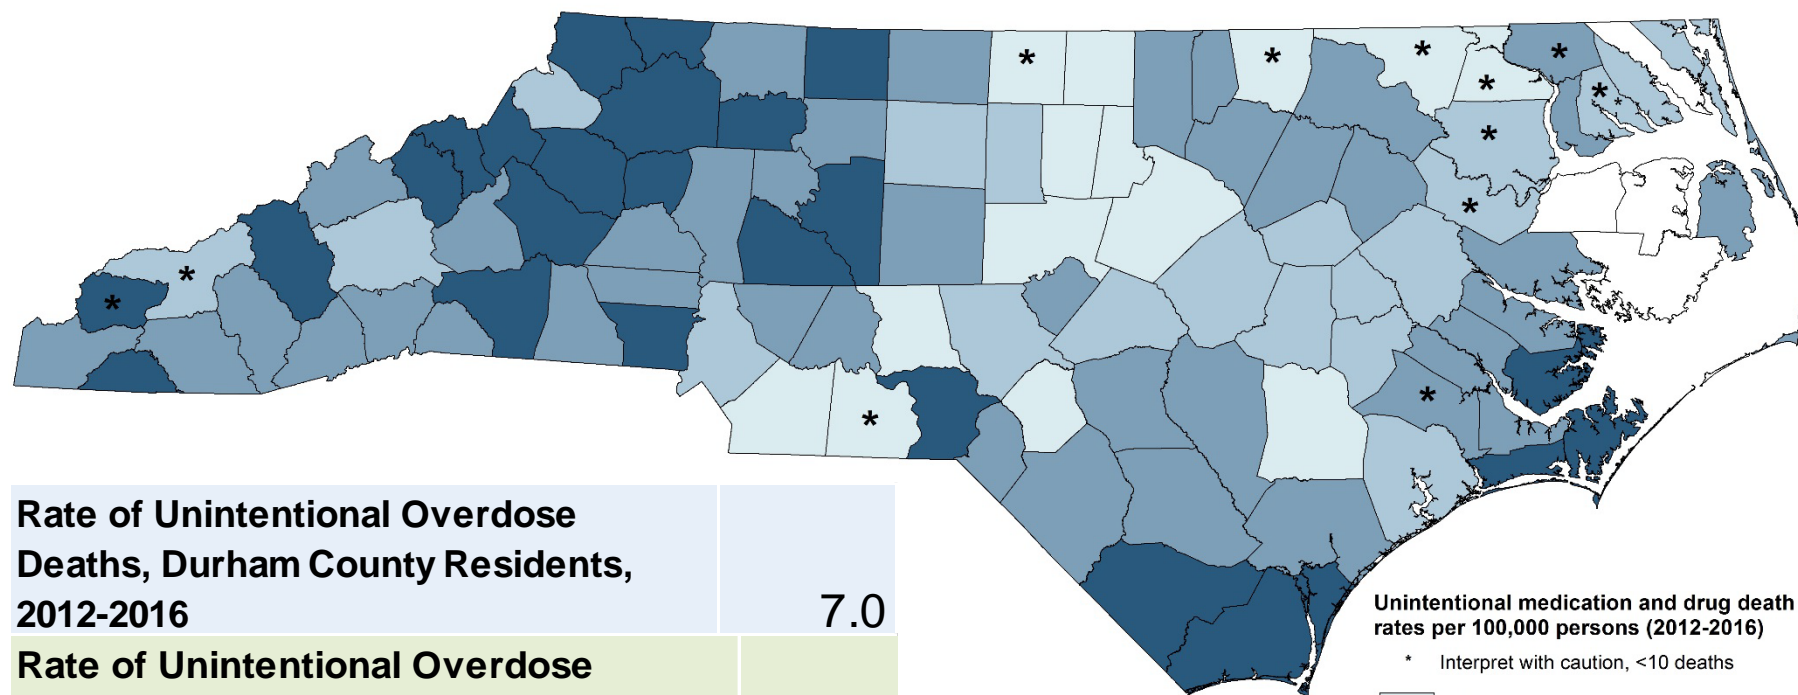 * * * *
* * *
*
*
*
*
* *
Rate of Unintentional Overdose
Deaths, Durham County Residents,
2012-2016 7.0
Rate of Unintentional Overdose
Unintentional medication and drug death
rates per 100,000 persons (2012-2016)
* Interpret with caution, <10 deaths